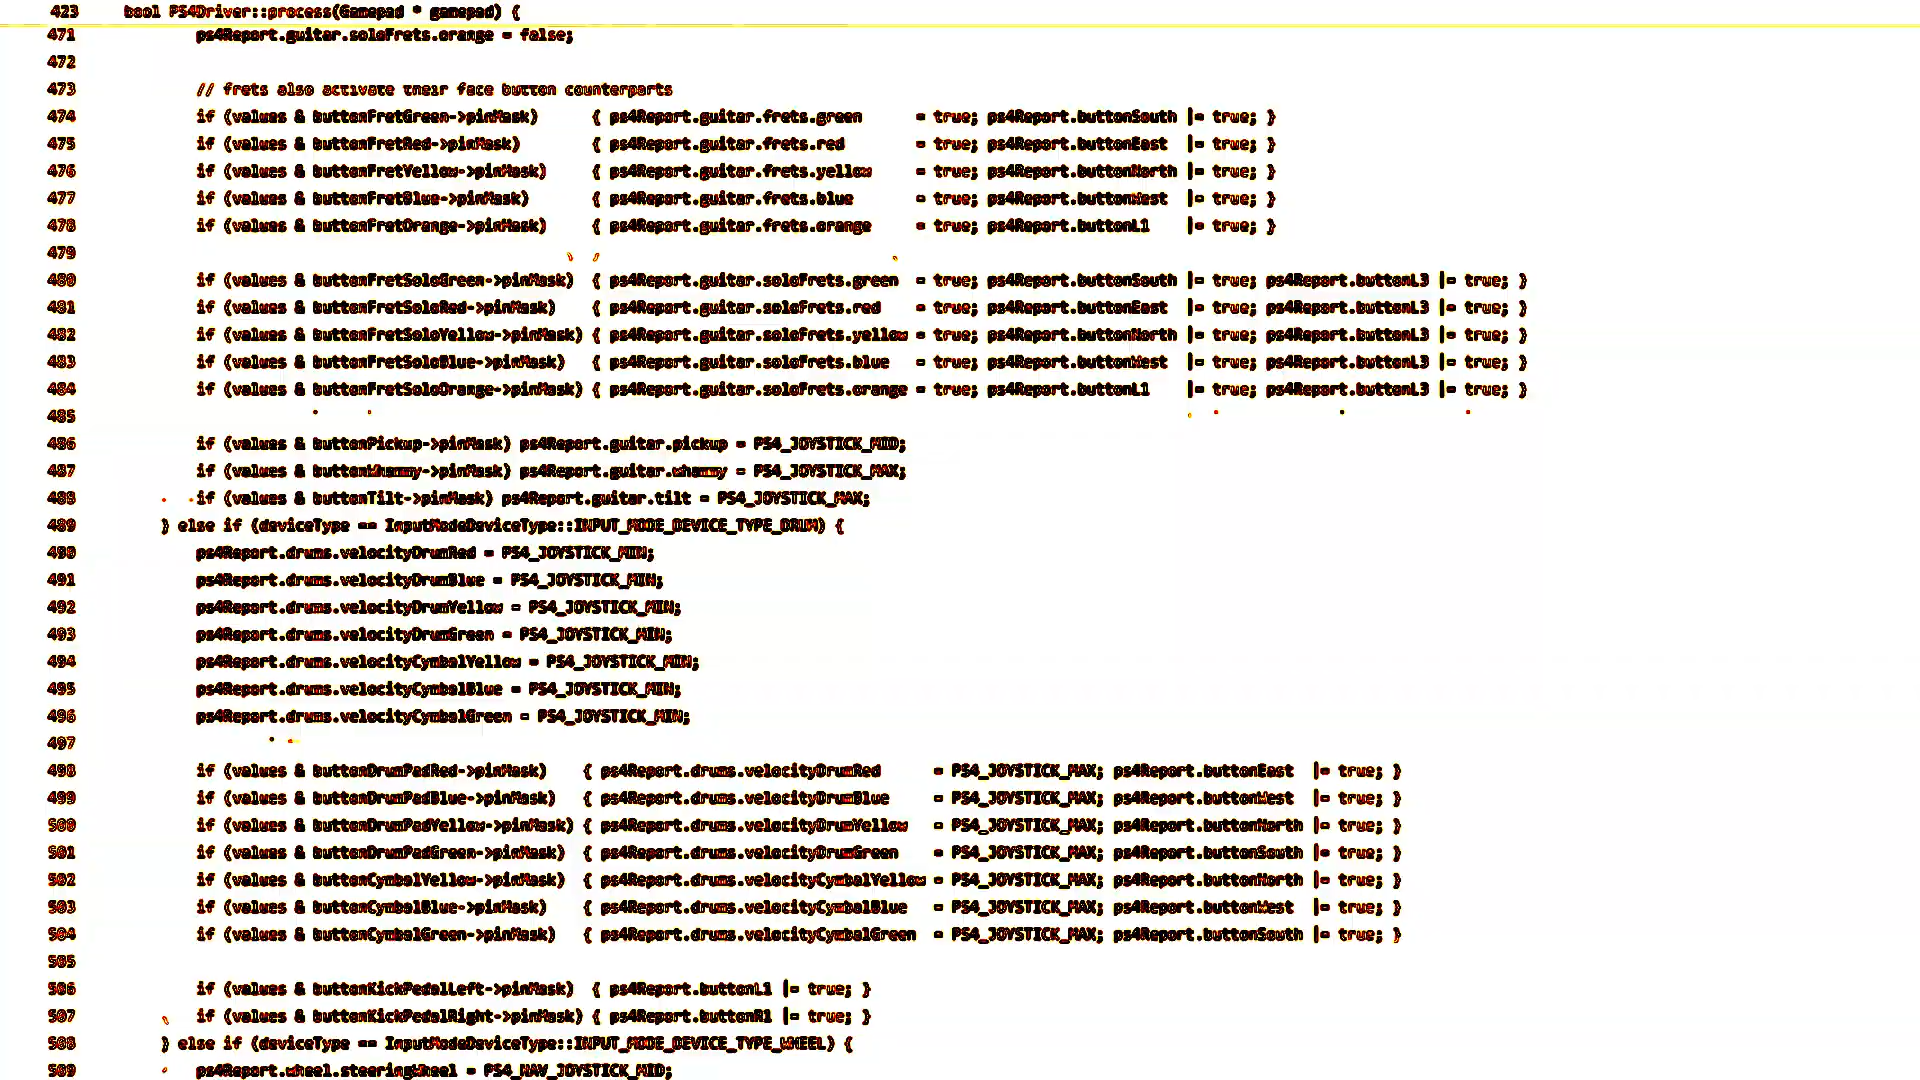 423 bool PS4Driver::process(Gamepad * gamepad) {
471 ps4Report.guitar.soloFrets.orange = false;
472
473 // frets also activate their face button counterparts
474 if (values & buttonFretGreen->pinMask) { ps4Report.guitar.frets.green = true; ps4Report.buttonSouth |= true; }
475 if (values & buttonFretRed->pinMask) { ps4Report.guitar.frets.red = true; ps4Report.buttonEast |= true; }
476 if (values & buttonFretYellow->pinMask) { ps4Report.guitar.frets.yellow = true; ps4Report.buttonNorth |= true; }
477 if (values & buttonFretBlue->pinMask) { ps4Report.guitar.frets.blue = true; ps4Report.buttonWest |= true; }
478 if (values & buttonFretOrange->pinMask) { ps4Report.guitar.frets.orange = true; ps4Report.buttonL1 |= true; }
479
480 if (values & buttonFretSoloGreen->pinMask) { ps4Report.guitar.soloFrets.green = true; ps4Report.buttonSouth |= true; ps4Report.buttonL3 |= true; }
481 if (values & buttonFretSoloRed->pinMask) { ps4Report.guitar.soloFrets.red = true; ps4Report.buttonEast |= true; ps4Report.buttonL3 |= true; }
482 if (values & buttonFretSoloYellow->pinMask) { ps4Report.guitar.soloFrets.yellow = true; ps4Report.buttonNorth |= true; ps4Report.buttonL3 |= true; }
483 if (values & buttonFretSoloBlue->pinMask) { ps4Report.guitar.soloFrets.blue = true; ps4Report.buttonWest |= true; ps4Report.buttonL3 |= true; }
484 if (values & buttonFretSoloOrange->pinMask) { ps4Report.guitar.soloFrets.orange = true; ps4Report.buttonL1 |= true; ps4Report.buttonL3 |= true; }
485
486 if (values & buttonPickup->pinMask) ps4Report.guitar.pickup = PS4_JOYSTICK_MID;
487 if (values & buttonWhammy->pinMask) ps4Report.guitar.whammy = PS4_JOYSTICK_MAX;
488 if (values & buttonTilt->pinMask) ps4Report.guitar.tilt = PS4_JOYSTICK_MAX;
489 } else if (deviceType == InputModeDeviceType::INPUT_MODE_DEVICE_TYPE_DRUM) {
490 ps4Report.drums.velocityDrumRed = PS4_JOYSTICK_MIN;
491 ps4Report.drums.velocityDrumBlue = PS4_JOYSTICK_MIN;
492 ps4Report.drums.velocityDrumYellow = PS4_JOYSTICK_MIN;
493 ps4Report.drums.velocityDrumGreen = PS4_JOYSTICK_MIN;
494 ps4Report.drums.velocityCymbalYellow = PS4_JOYSTICK_MIN;
495 ps4Report.drums.velocityCymbalBlue = PS4_JOYSTICK_MIN;
496 ps4Report.drums.velocityCymbalGreen = PS4_JOYSTICK_MIN;
497
498 if (values & buttonDrumPadRed->pinMask) { ps4Report.drums.velocityDrumRed = PS4_JOYSTICK_MAX; ps4Report.buttonEast |= true; }
499 if (values & buttonDrumPadBlue->pinMask) { ps4Report.drums.velocityDrumBlue = PS4_JOYSTICK_MAX; ps4Report.buttonWest |= true; }
500 if (values & buttonDrumPadYellow->pinMask) { ps4Report.drums.velocityDrumYellow = PS4_JOYSTICK_MAX; ps4Report.buttonNorth |= true; }
501 if (values & buttonDrumPadGreen->pinMask) { ps4Report.drums.velocityDrumGreen = PS4_JOYSTICK_MAX; ps4Report.buttonSouth |= true; }
502 if (values & buttonCymbalYellow->pinMask) { ps4Report.drums.velocityCymbalYellow = PS4_JOYSTICK_MAX; ps4Report.buttonNorth |= true; }
503 if (values & buttonCymbalBlue->pinMask) { ps4Report.drums.velocityCymbalBlue = PS4_JOYSTICK_MAX; ps4Report.buttonWest |= true; }
504 if (values & buttonCymbalGreen->pinMask) { ps4Report.drums.velocityCymbalGreen = PS4_JOYSTICK_MAX; ps4Report.buttonSouth |= true; }
505
506 if (values & buttonKickPedalLeft->pinMask) { ps4Report.buttonL1 |= true; }
507 if (values & buttonKickPedalRight->pinMask) { ps4Report.buttonR1 |= true; }
508 } else if (deviceType == InputModeDeviceType::INPUT_MODE_DEVICE_TYPE_WHEEL) {
509 ps4Report.wheel.steeringWheel = PS4_NAV_JOYSTICK_MID;